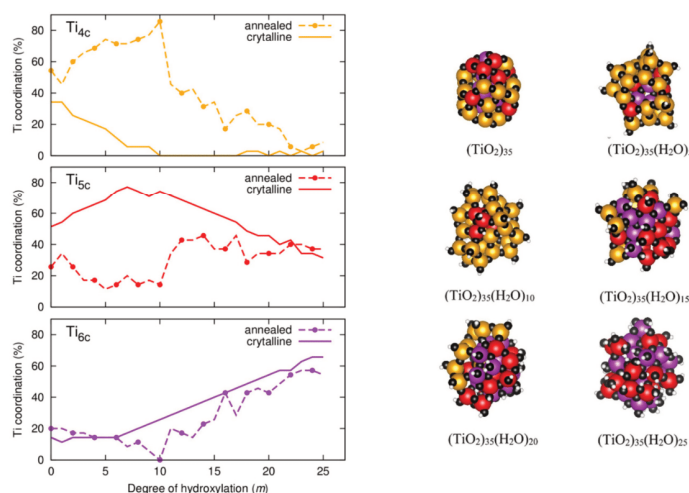 Ti4c
annealed
crytalline
Ti coordination (%)
80
60
40
20
0
Ti5c
annealed
crytalline
Ti coordination (%)
80
60
40
20
0
Ti6c
annealed
crytalline
Ti coordination (%)
80
60
40
20
0
0 5 10 15 20 25
Degree of hydroxylation (m)
(TiO2)35
(TiO2)35(H2O)
(TiO2)35(H2O)10
(TiO2)35(H2O)15
(TiO2)35(H2O)20
(TiO2)35(H2O)25